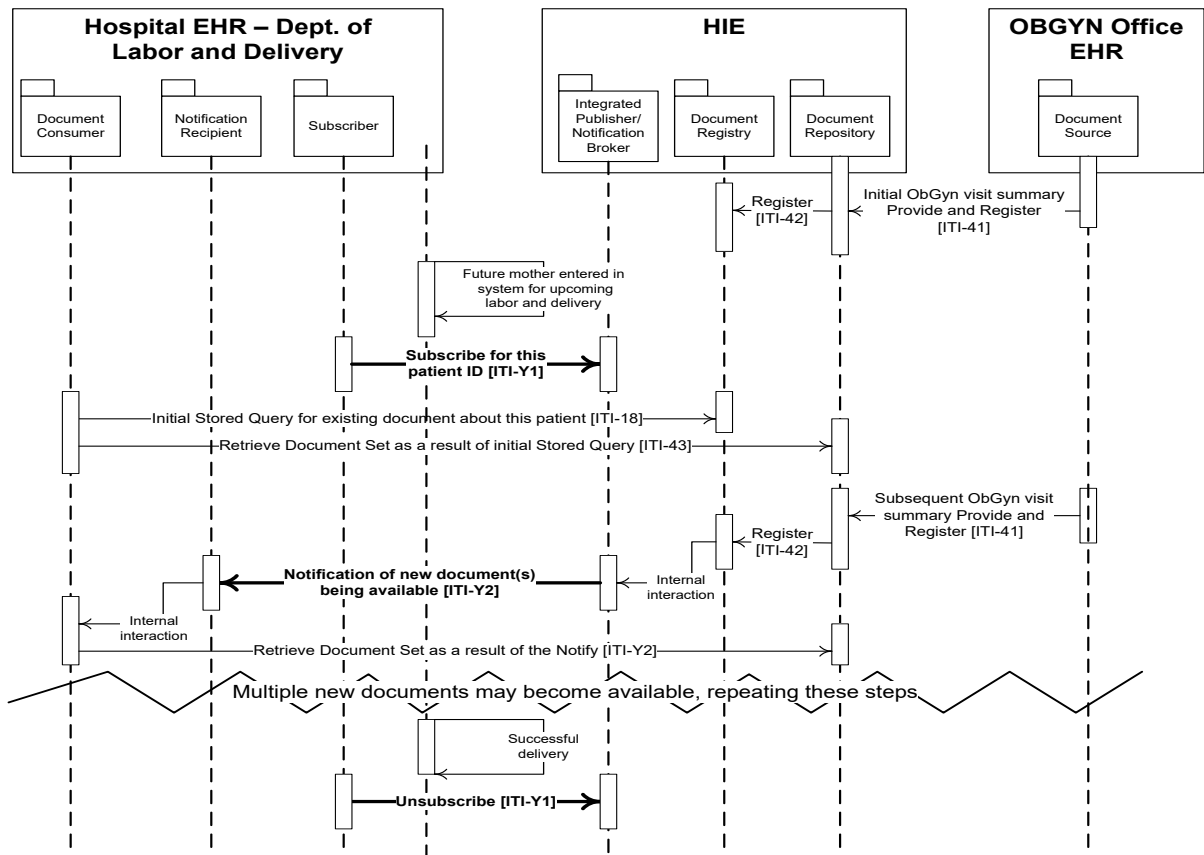 Hospital EHR – Dept. of
Labor and Delivery
HIE
OBGYN Office
EHR
Document
Consumer
Notification
Recipient
Subscriber
Integrated
Publisher/
Notification
Broker
Document
Registry
Document
Repository
Document
Source
Register
[ITI-42]
Initial ObGyn visit summary
Provide and Register
[ITI-41]
Future mother entered in
system for upcoming
labor and delivery
Subscribe for this
patient ID [ITI-Y1]
Initial Stored Query for existing document about this patient [ITI-18]
Retrieve Document Set as a result of initial Stored Query [ITI-43]
Subsequent ObGyn visit
summary Provide and
Register [ITI-41]
Register
[ITI-42]
Notification of new document(s)
being available [ITI-Y2]
Internal
interaction
Internal
interaction
Retrieve Document Set as a result of the Notify [ITI-Y2]
Multiple new documents may become available, repeating these steps
Successful
delivery
Unsubscribe [ITI-Y1]